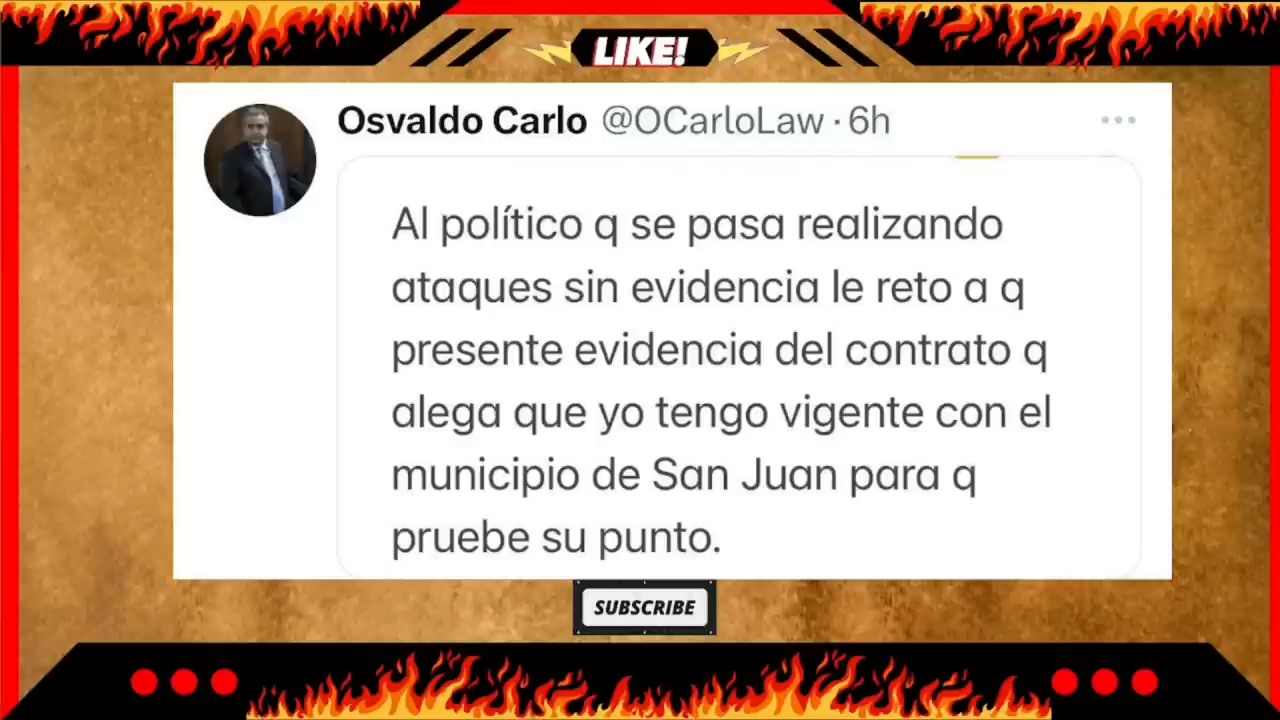 LIKE!
Osvaldo Carlo @OCarloLaw · 6h
Al político q se pasa realizando
ataques sin evidencia le reto a q
presente evidencia del contrato q
alega que yo tengo vigente con el
municipio de San Juan para q
pruebe su punto.
SUBSCRIBE